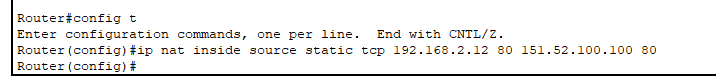 Router#config t
Enter configuration commands, one per line.  End with CNTL/Z.
Router(config)#ip nat inside source static tcp 192.168.2.12 80 151.52.100.100 80
Router(config)#